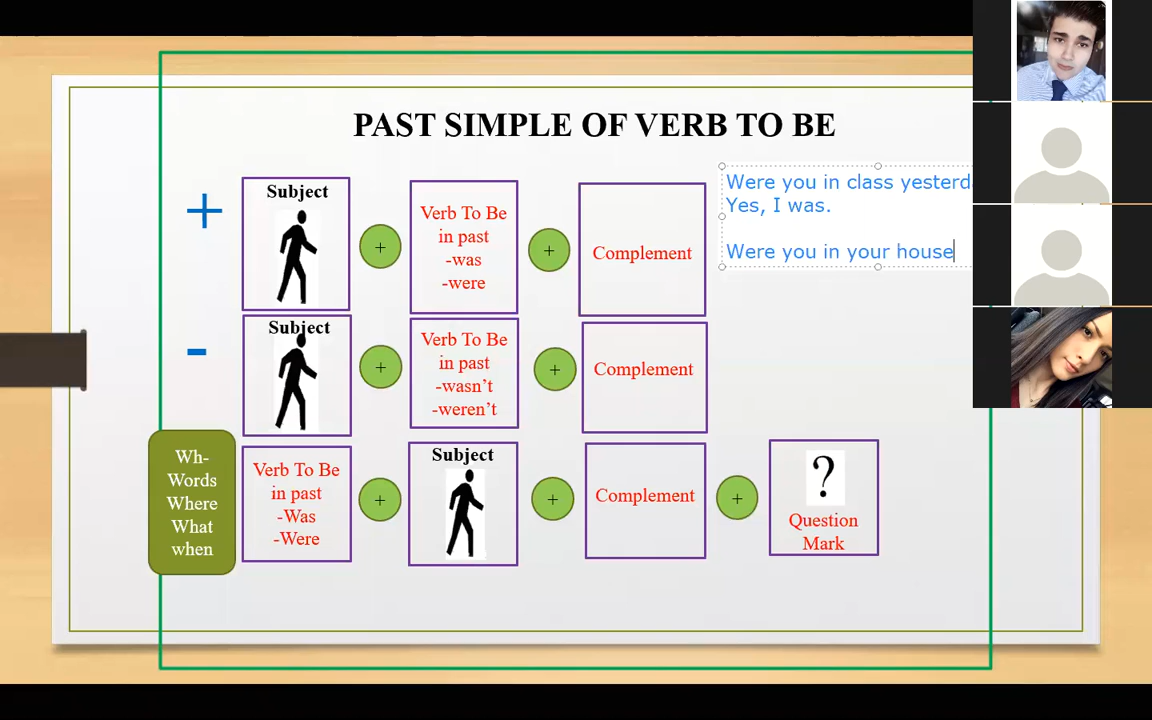 PAST SIMPLE OF VERB TO BE
+
Subject
+
Verb To Be
in past
-was
-were
+
Complement
Were you in class yesterd
Yes, I was.
Were you in your house
-
Subject
+
Verb To Be
in past
-wasn't
-weren't
+
Complement
Wh-
Words
Where
What
when
Verb To Be
in past
-Was
-Were
+
Subject
+
Complement
+
?
Question
Mark